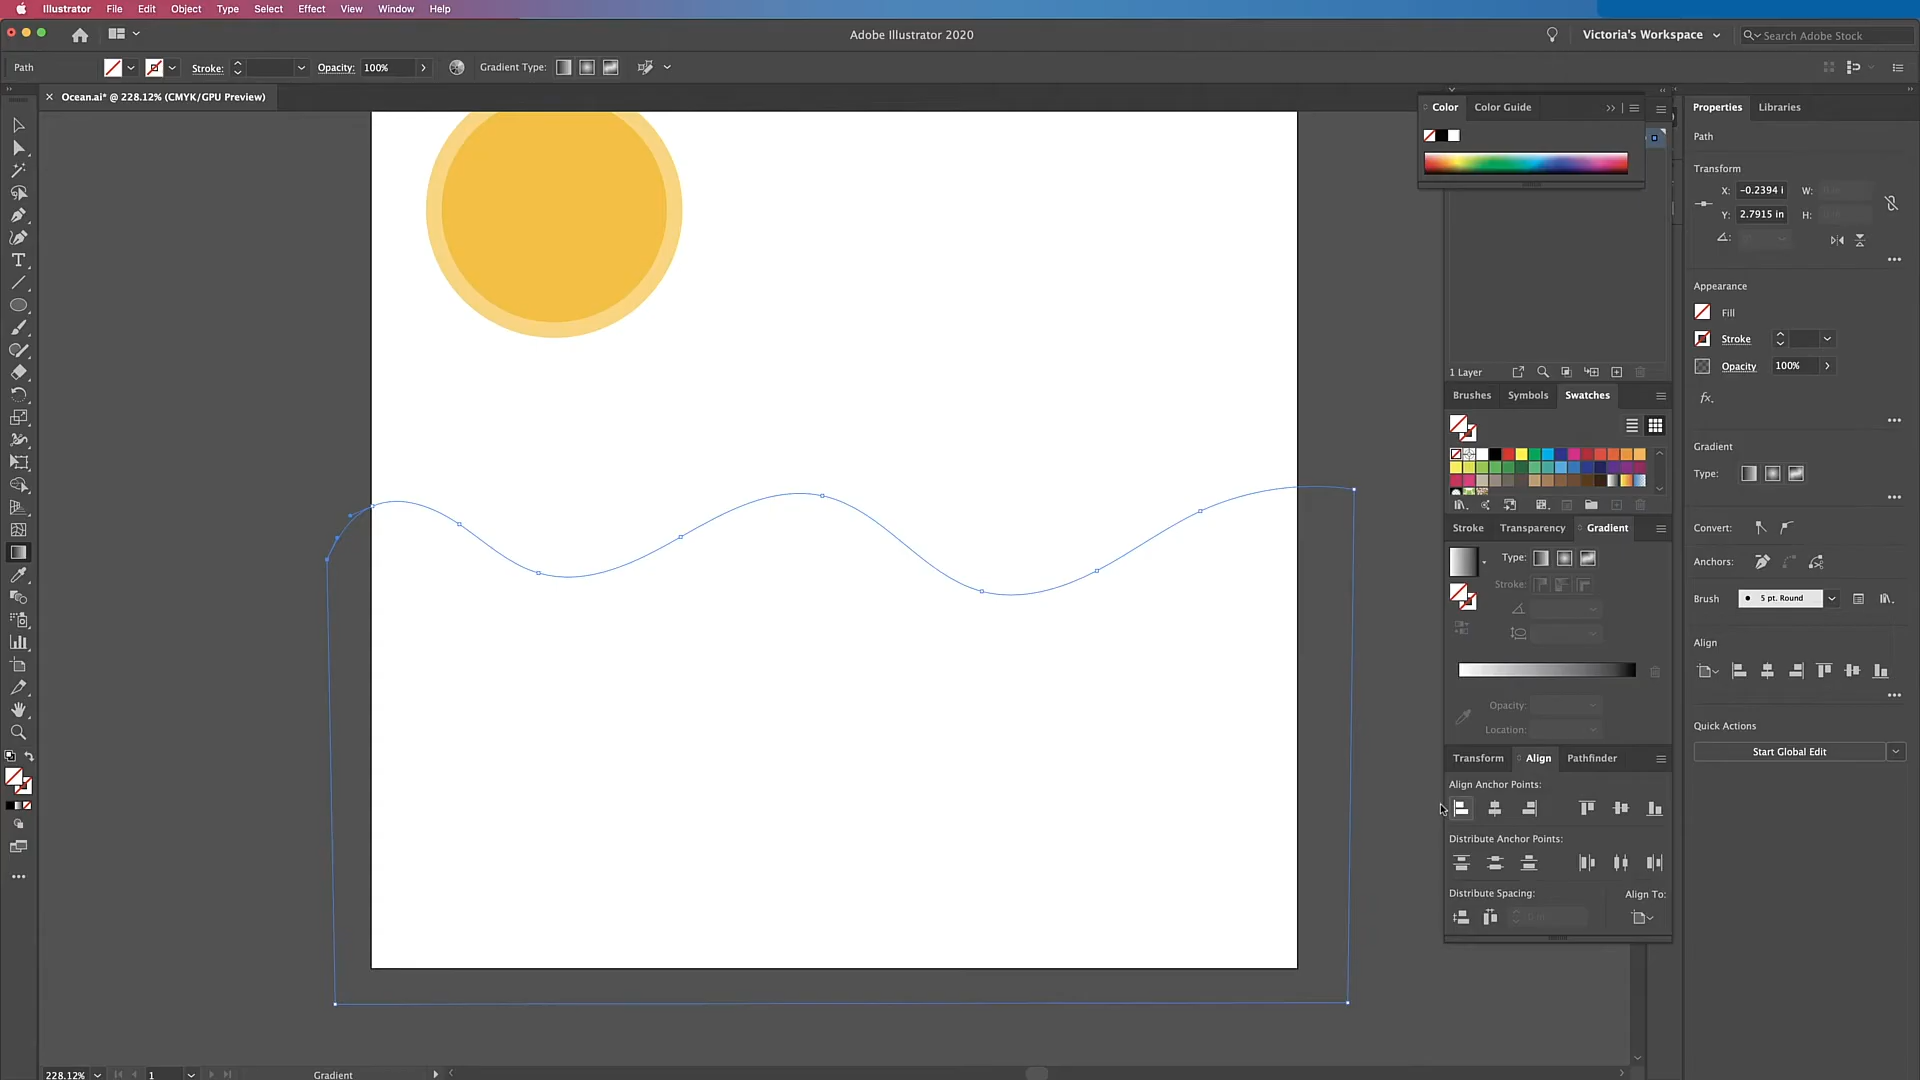 Illustrator File Edit Object Type Select Effect View Window Help
Adobe Illustrator 2020
Victoria's Workspace
Search Adobe Stock
Path
Stroke:
Opacity: 100%
Gradient Type:
Ocean.ai* @ 228.12% (CMYK/GPU Preview)
Color Color Guide
Properties Libraries
Path
Transform
X: -0.2394 i W:
Y: 2.7915 in H:
Appearance
Fill
Stroke
Opacity 100%
fx.
1 Layer
Brushes Symbols Swatches
Gradient
Type:
Stroke Transparency Gradient
Type:
Stroke:
Opacity:
Location:
Convert:
Anchors:
Brush 5 pt. Round
Align
Quick Actions
Start Global Edit
Transform Align Pathfinder
Align Anchor Points:
Distribute Anchor Points:
Distribute Spacing: Align To:
228.12% 1 Gradient